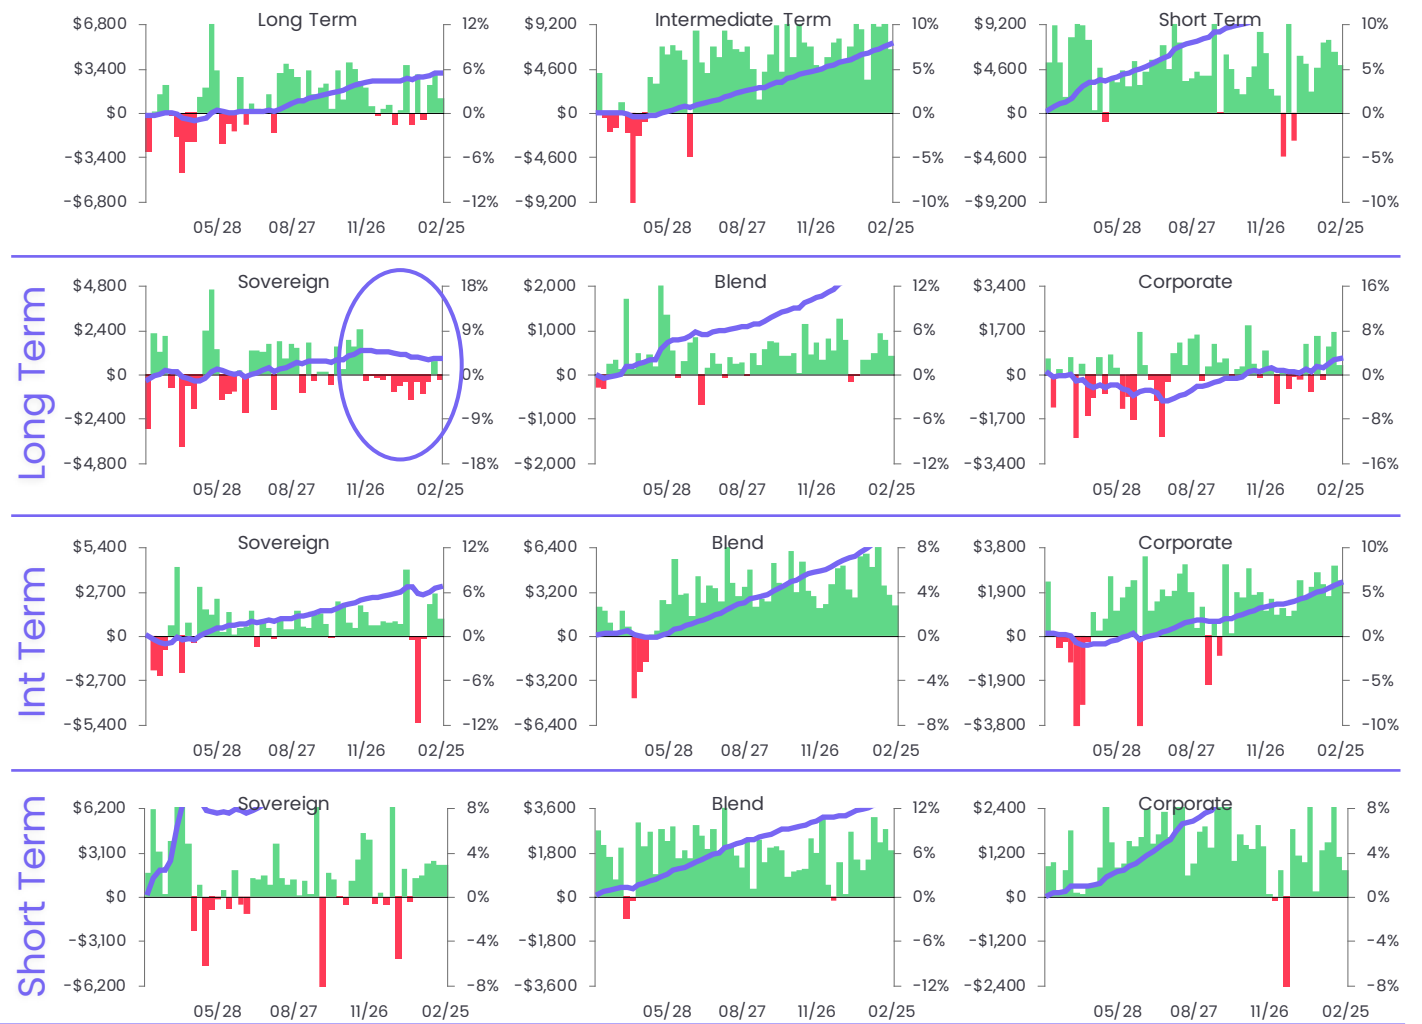 Long Term Intermediate Term Short Term
$6,800 12% $9,200 10% $9,200 10%
$3,400 6% $4,600 5% $4,600 5%
$0 0% $0 0% $0 0%
-$3,400 -6% -$4,600 -5% -$4,600 -5%
-$6,800 -12% -$9,200 -10% -$9,200 -10%
05/28 08/27 11/26 02/25 05/28 08/27 11/26 02/25 05/28 08/27 11/26 02/25
Long Term
Sovereign Blend Corporate
$4,800 18% $2,000 12% $3,400 16%
$2,400 9% $1,000 6% $1,700 8%
$0 0% $0 0% $0 0%
-$2,400 -9% -$1,000 -6% -$1,700 -8%
-$4,800 -18% -$2,000 -12% -$3,400 -16%
05/28 08/27 11/26 02/25 05/28 08/27 11/26 02/25 05/28 08/27 11/26 02/25
Int Term
Sovereign Blend Corporate
$5,400 12% $6,400 8% $3,800 10%
$2,700 6% $3,200 4% $1,900 5%
$0 0% $0 0% $0 0%
-$2,700 -6% -$3,200 -4% -$1,900 -5%
-$5,400 -12% -$6,400 -8% -$3,800 -10%
05/28 08/27 11/26 02/25 05/28 08/27 11/26 02/25 05/28 08/27 11/26 02/25
Short Term
Sovereign Blend Corporate
$6,200 8% $3,600 12% $2,400 8%
$3,100 4% $1,800 6% $1,200 4%
$0 0% $0 0% $0 0%
-$3,100 -4% -$1,800 -6% -$1,200 -4%
-$6,200 -8% -$3,600 -12% -$2,400 -8%
05/28 08/27 11/26 02/25 05/28 08/27 11/26 02/25 05/28 08/27 11/26 02/25